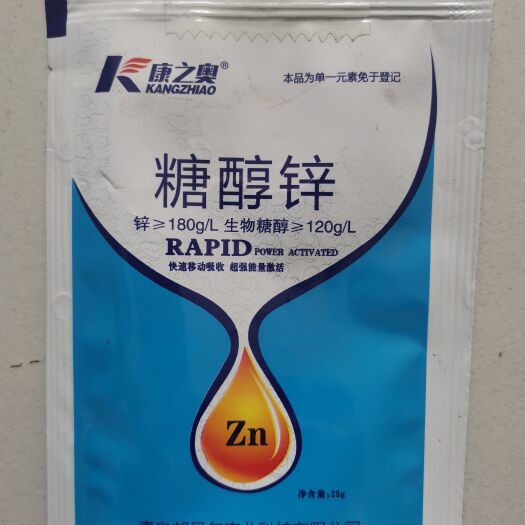 康之奥®
KANGZHIAO
本品为单一元素免于登记
糖醇锌
锌≥180g/L 生物糖醇≥120g/L
RAPID POWER ACTIVATED
快速移动吸收 超强能量激活
Zn
净含量:25g